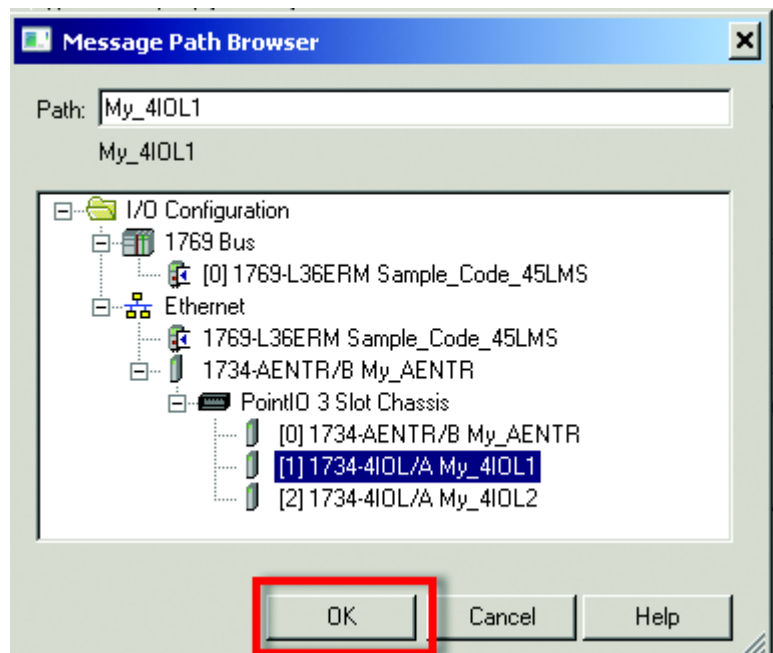 Message Path Browser
Path: My_4IOL1
My_4IOL1
I/O Configuration
1769 Bus
[0] 1769-L36ERM Sample_Code_45LMS
Ethernet
1769-L36ERM Sample_Code_45LMS
1734-AENTR/B My_AENTR
PointIO 3 Slot Chassis
[0] 1734-AENTR/B My_AENTR
[1] 1734-4IOL/A My_4IOL1
[2] 1734-4IOL/A My_4IOL2
OK Cancel Help